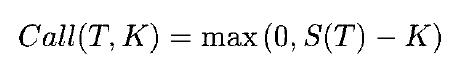 Call(T, K) = max (0, S(T) − K)